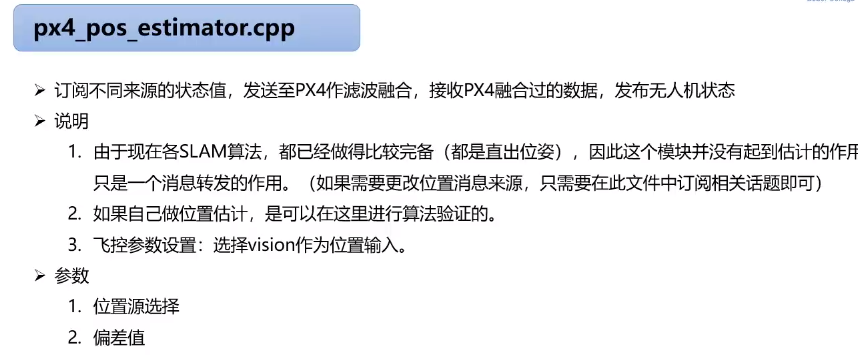 px4_pos_estimator.cpp
➢ 订阅不同来源的状态值，发送至PX4作滤波融合，接收PX4融合过的数据，发布无人机状态
➢ 说明
1. 由于现在各SLAM算法，都已经做得比较完备（都是直出位姿），因此这个模块并没有起到估计的作用
只是一个消息转发的作用。（如果需要更改位置消息来源，只需要在此文件中订阅相关话题即可）
2. 如果自己做位置估计，是可以在这里进行算法验证的。
3. 飞控参数设置：选择vision作为位置输入。
➢ 参数
1. 位置源选择
2. 偏差值